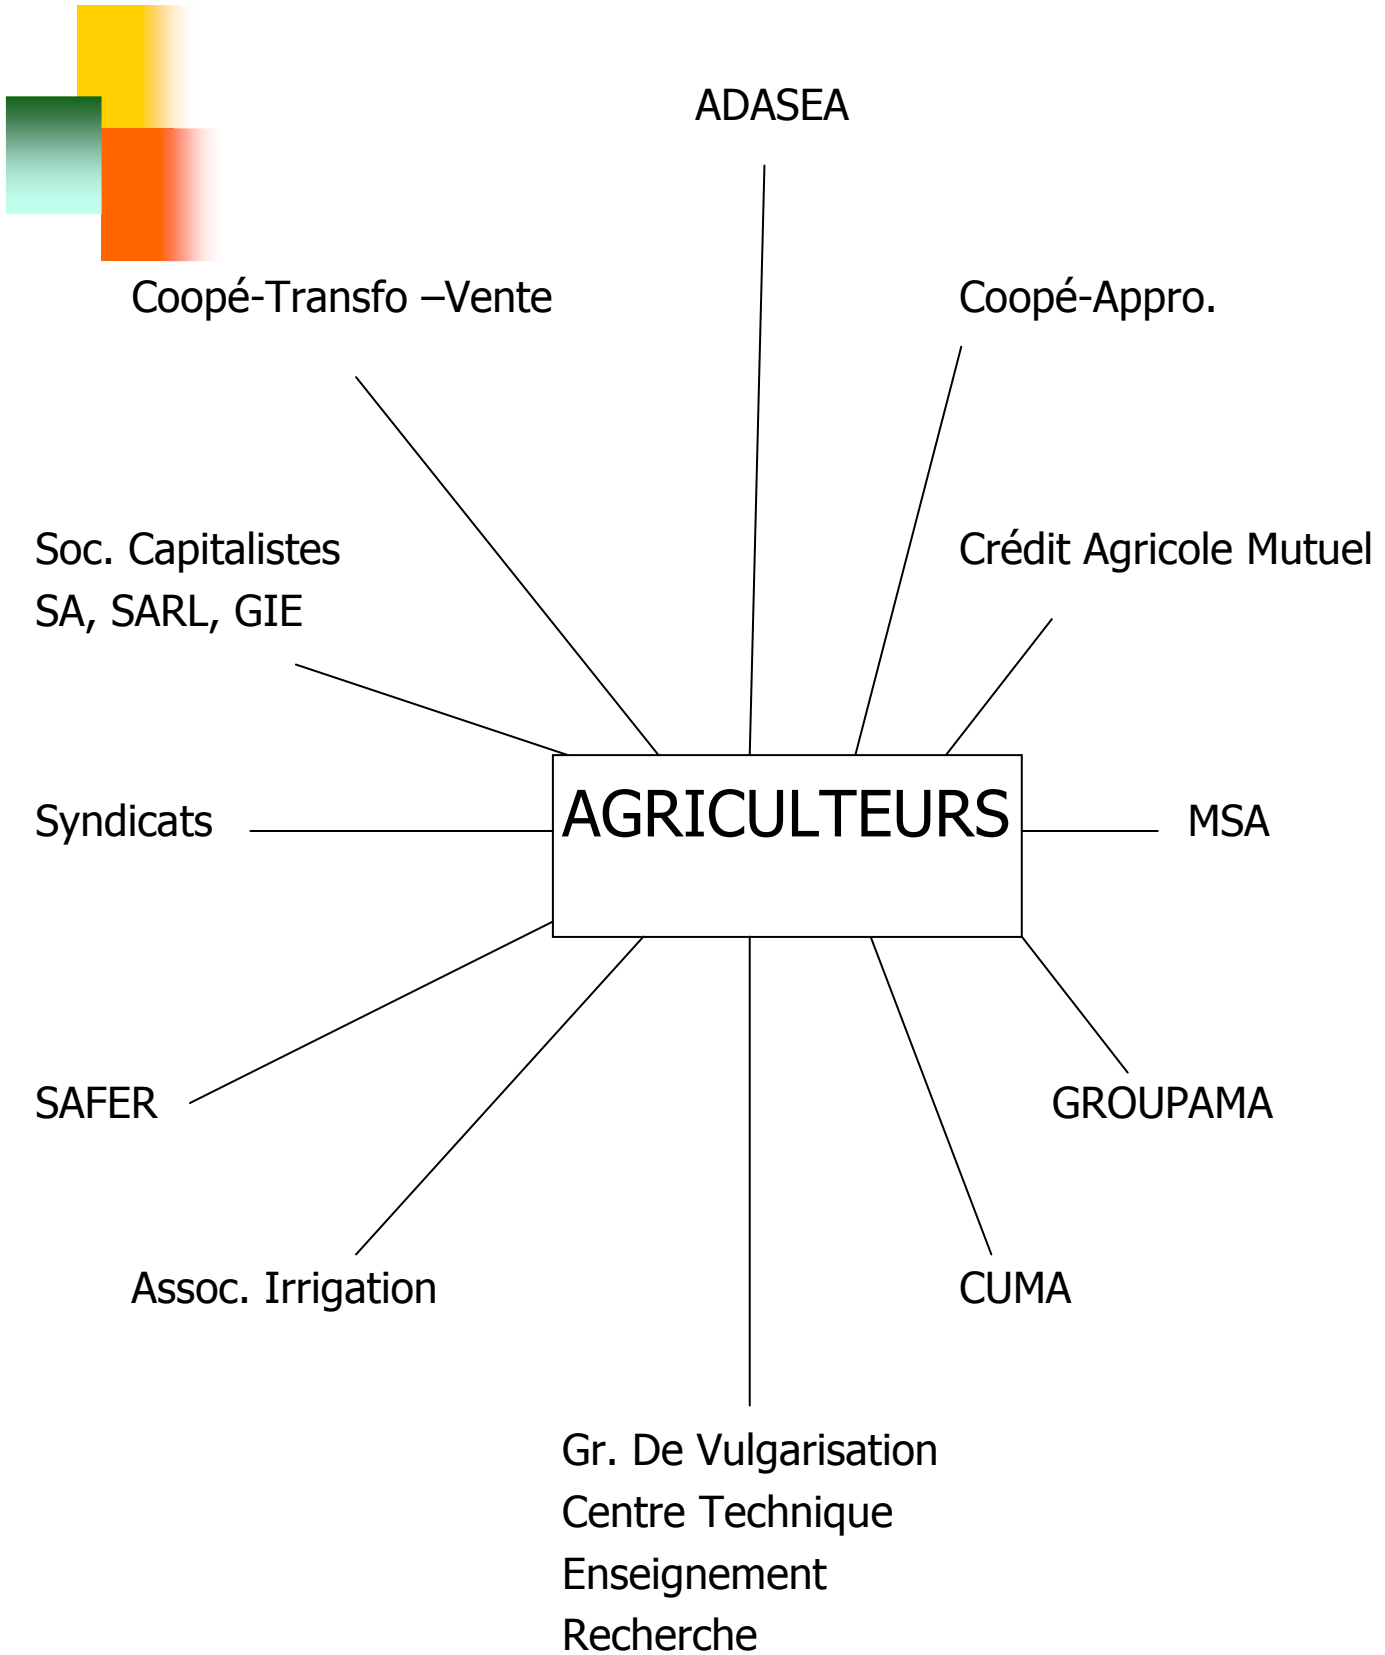 ADASEA
Coopé-Transfo –Vente
Coopé-Appro.
Soc. Capitalistes
SA, SARL, GIE
Crédit Agricole Mutuel
Syndicats
AGRICULTEURS
MSA
SAFER
GROUPAMA
Assoc. Irrigation
CUMA
Gr. De Vulgarisation
Centre Technique
Enseignement
Recherche